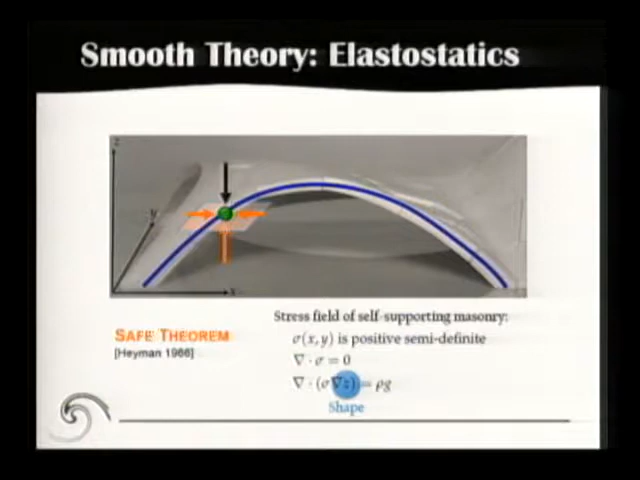 Smooth Theory: Elastostatics
z
y
x
SAFE THEOREM
[Heyman 1966]
Stress field of self-supporting masonry:
σ(x, y) is positive semi-definite
∇ · σ = 0
∇ · (σ∇z) = ρg
Shape